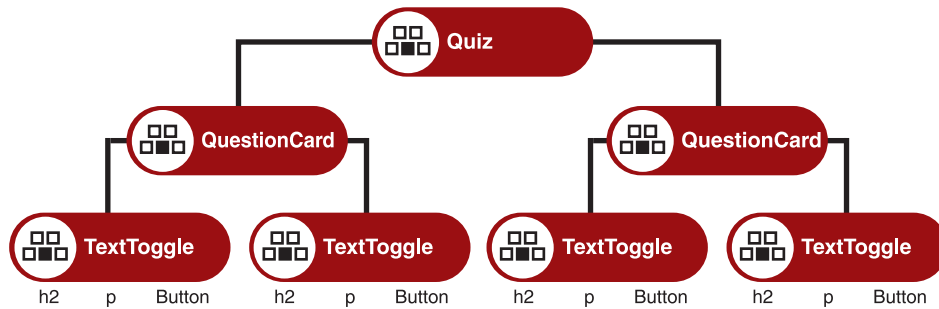 Quiz
QuestionCard QuestionCard
TextToggle TextToggle TextToggle TextToggle
h2 p Button h2 p Button h2 p Button h2 p Button